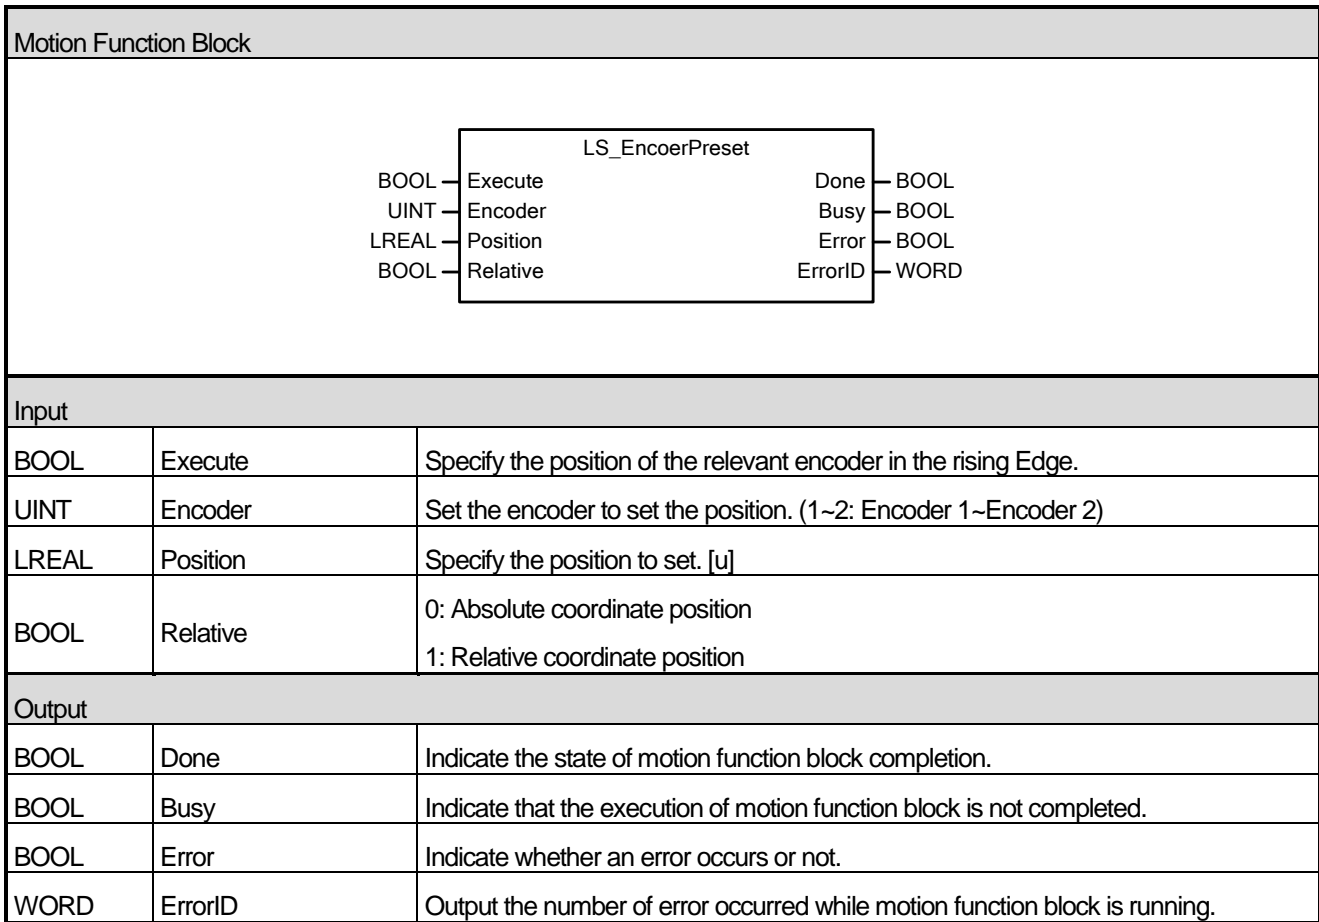 Motion Function Block
LS_EncoerPreset
BOOL Execute Done BOOL
UINT Encoder Busy BOOL
LREAL Position Error BOOL
BOOL Relative ErrorID WORD
Input
BOOL Execute Specify the position of the relevant encoder in the rising Edge.
UINT Encoder Set the encoder to set the position. (1~2: Encoder 1~Encoder 2)
LREAL Position Specify the position to set. [u]
BOOL Relative 0: Absolute coordinate position
1: Relative coordinate position
Output
BOOL Done Indicate the state of motion function block completion.
BOOL Busy Indicate that the execution of motion function block is not completed.
BOOL Error Indicate whether an error occurs or not.
WORD ErrorID Output the number of error occurred while motion function block is running.